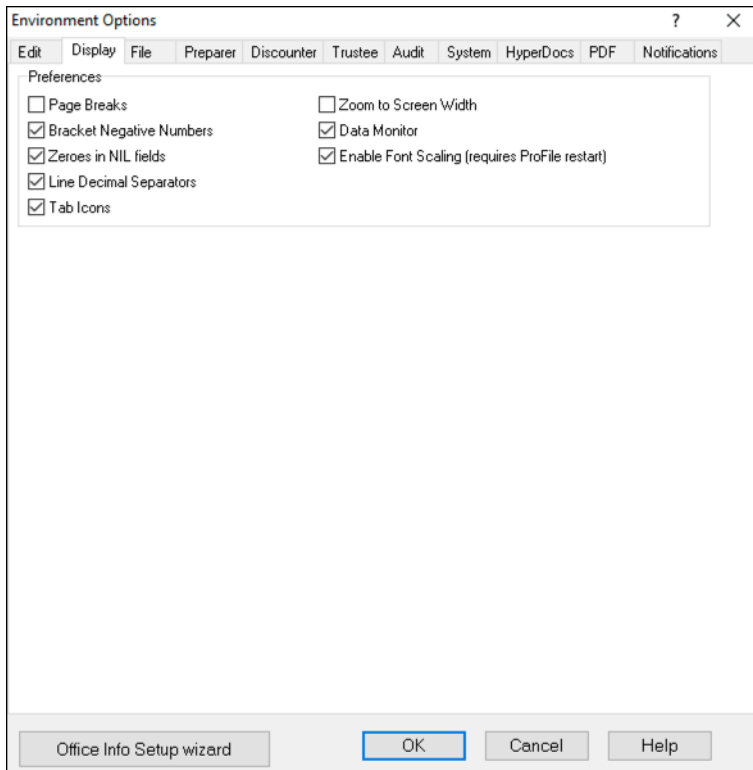 Environment Options ?
Edit Display File Preparer Discounter Trustee Audit System HyperDocs PDF Notifications
Preferences
Page Breaks Zoom to Screen Width
Bracket Negative Numbers Data Monitor
Zeroes in NIL fields Enable Font Scaling (requires ProFile restart)
Line Decimal Separators
Tab Icons
Office Info Setup wizard OK Cancel Help